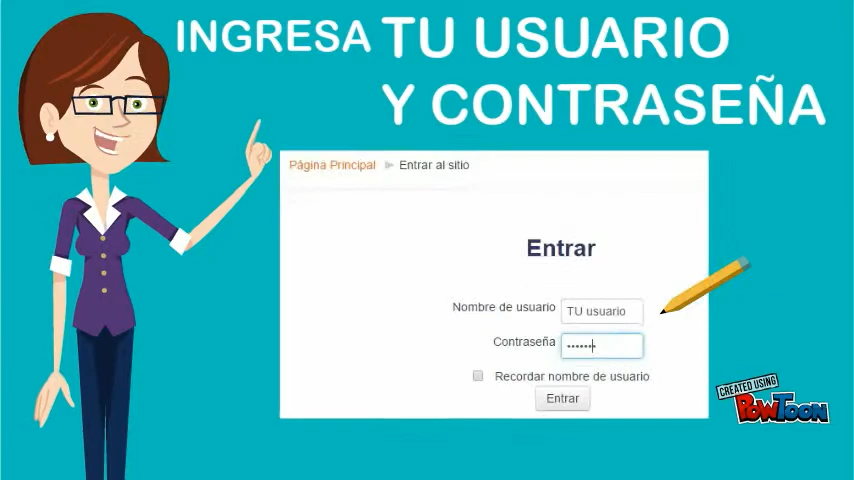 INGRESA TU USUARIO
Y CONTRASEÑA
Página Principal ► Entrar al sitio
Entrar
Nombre de usuario TU usuario
Contraseña ••••••
Recordar nombre de usuario
Entrar
CREATED USING
POWTOON